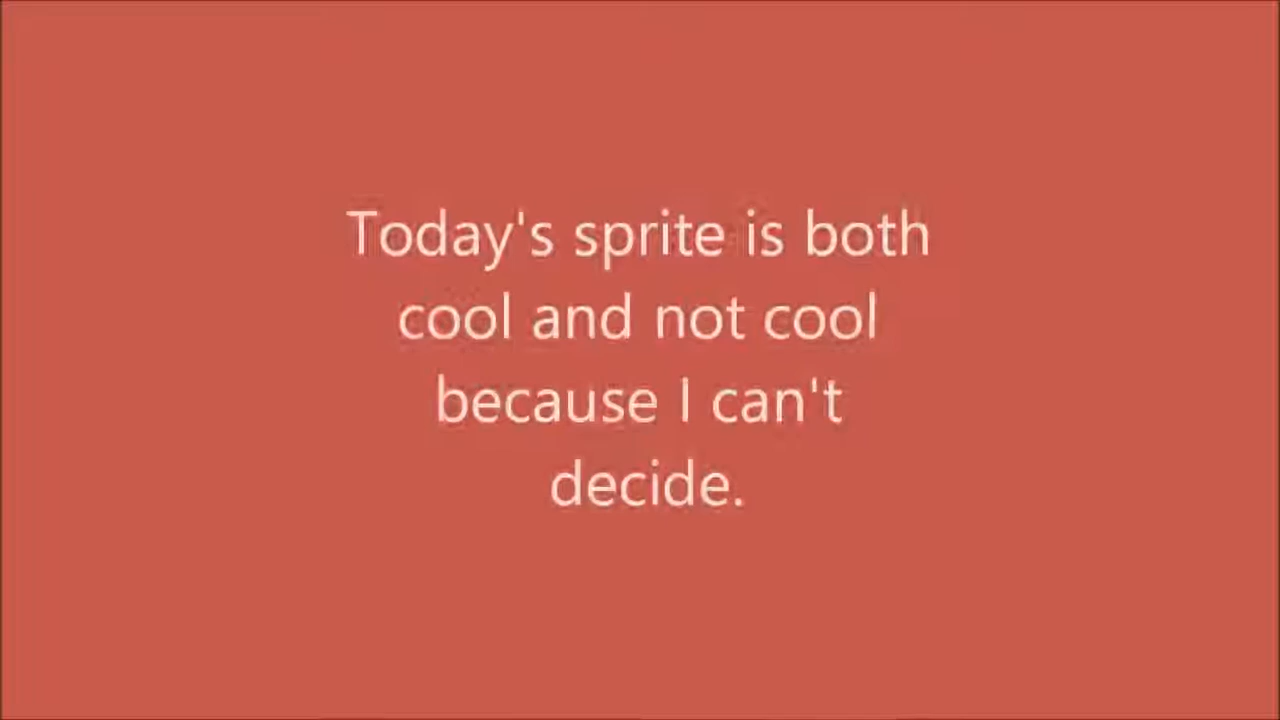 Today's sprite is both
cool and not cool
because I can't
decide.